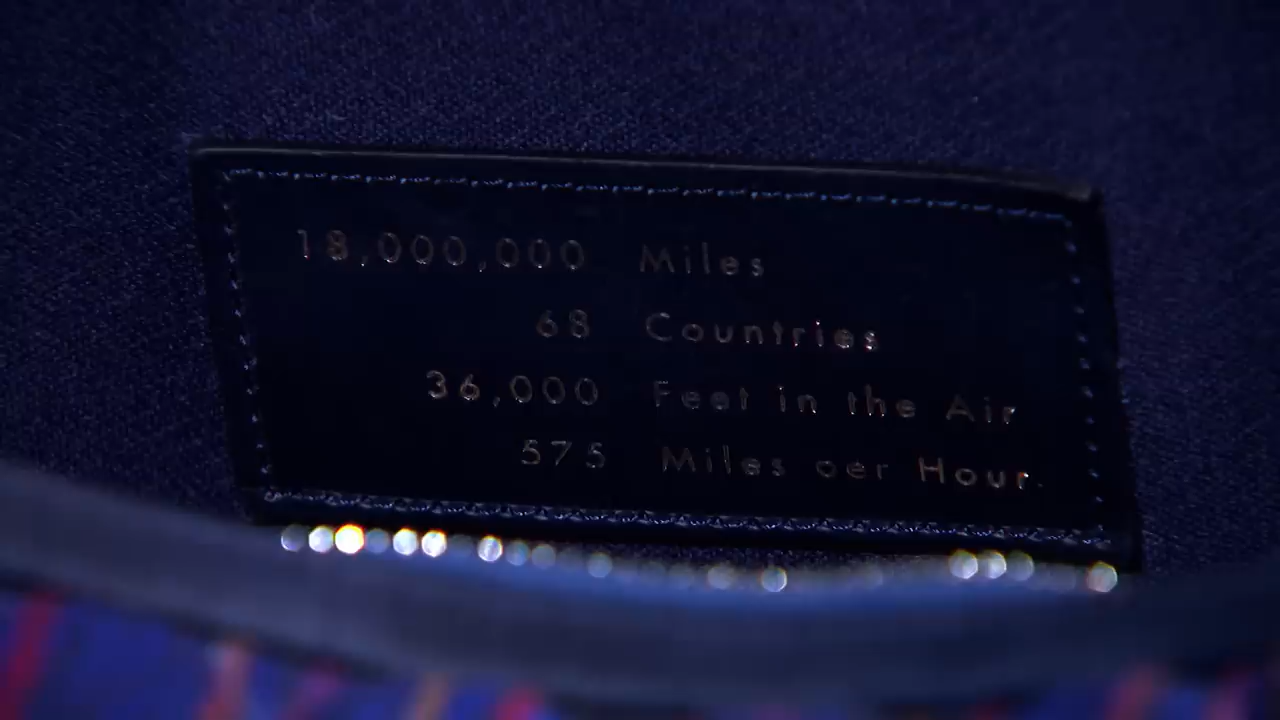 18,000,000 Miles
68 Countries
36,000 Feet in the Air
575 Miles per Hour.